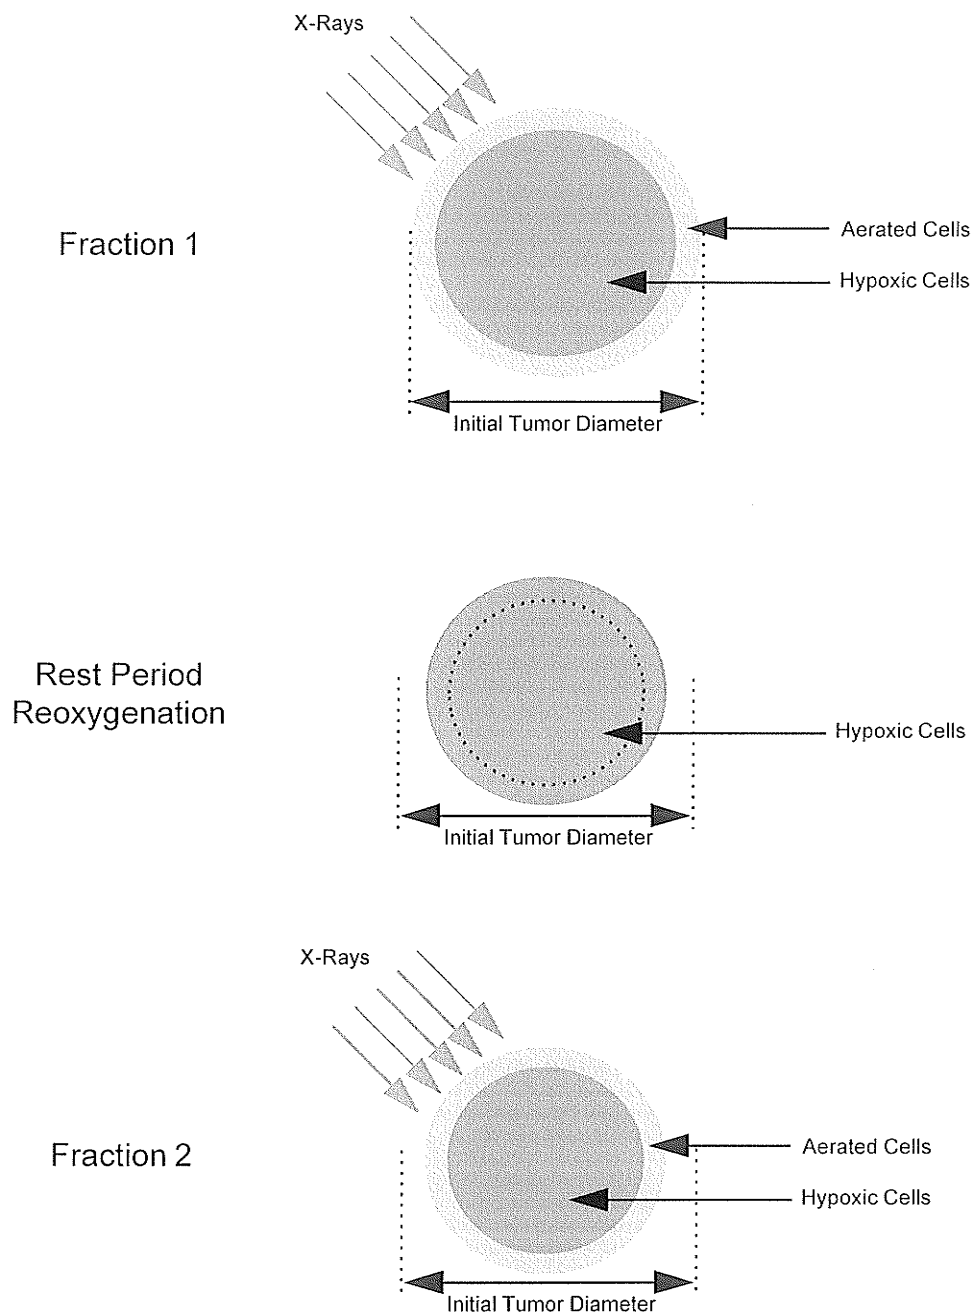 X-Rays
Fraction 1
Aerated Cells
Hypoxic Cells
Initial Tumor Diameter
Rest Period
Reoxygenation
Hypoxic Cells
Initial Tumor Diameter
X-Rays
Fraction 2
Aerated Cells
Hypoxic Cells
Initial Tumor Diameter